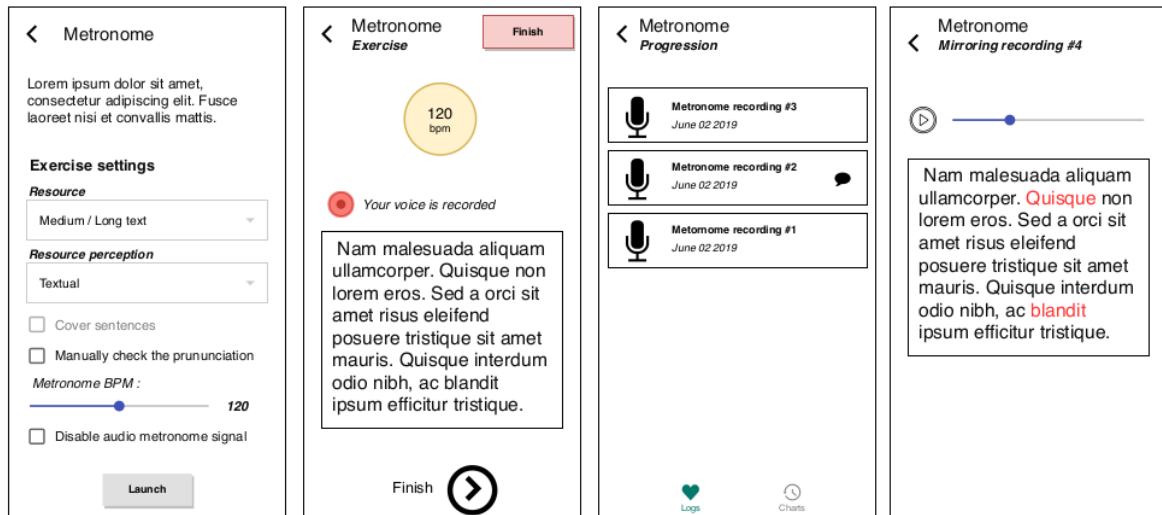 Metronome
Lorem ipsum dolor sit amet,
consectetur adipiscing elit. Fusce
laoreet nisi et convallis mattis.
Exercise settings
Resource
Medium / Long text
Resource perception
Textual
Cover sentences
Manually check the prununciation
Metronome BPM :
120
Disable audio metronome signal
Launch
Metronome
Exercise
Finish
120
bpm
Your voice is recorded
Nam malesuada aliquam
ullamcorper. Quisque non
lorem eros. Sed a orci sit
amet risus eleifend
posuere tristique sit amet
mauris. Quisque interdum
odio nibh, ac blandit
ipsum efficitur tristique.
Finish
Metronome
Progression
Metronome recording #3
June 02 2019
Metronome recording #2
June 02 2019
Metornome recording #1
June 02 2019
Logs
Charts
Metronome
Mirroring recording #4
Nam malesuada aliquam
ullamcorper. Quisque non
lorem eros. Sed a orci sit
amet risus eleifend
posuere tristique sit amet
mauris. Quisque interdum
odio nibh, ac blandit
ipsum efficitur tristique.